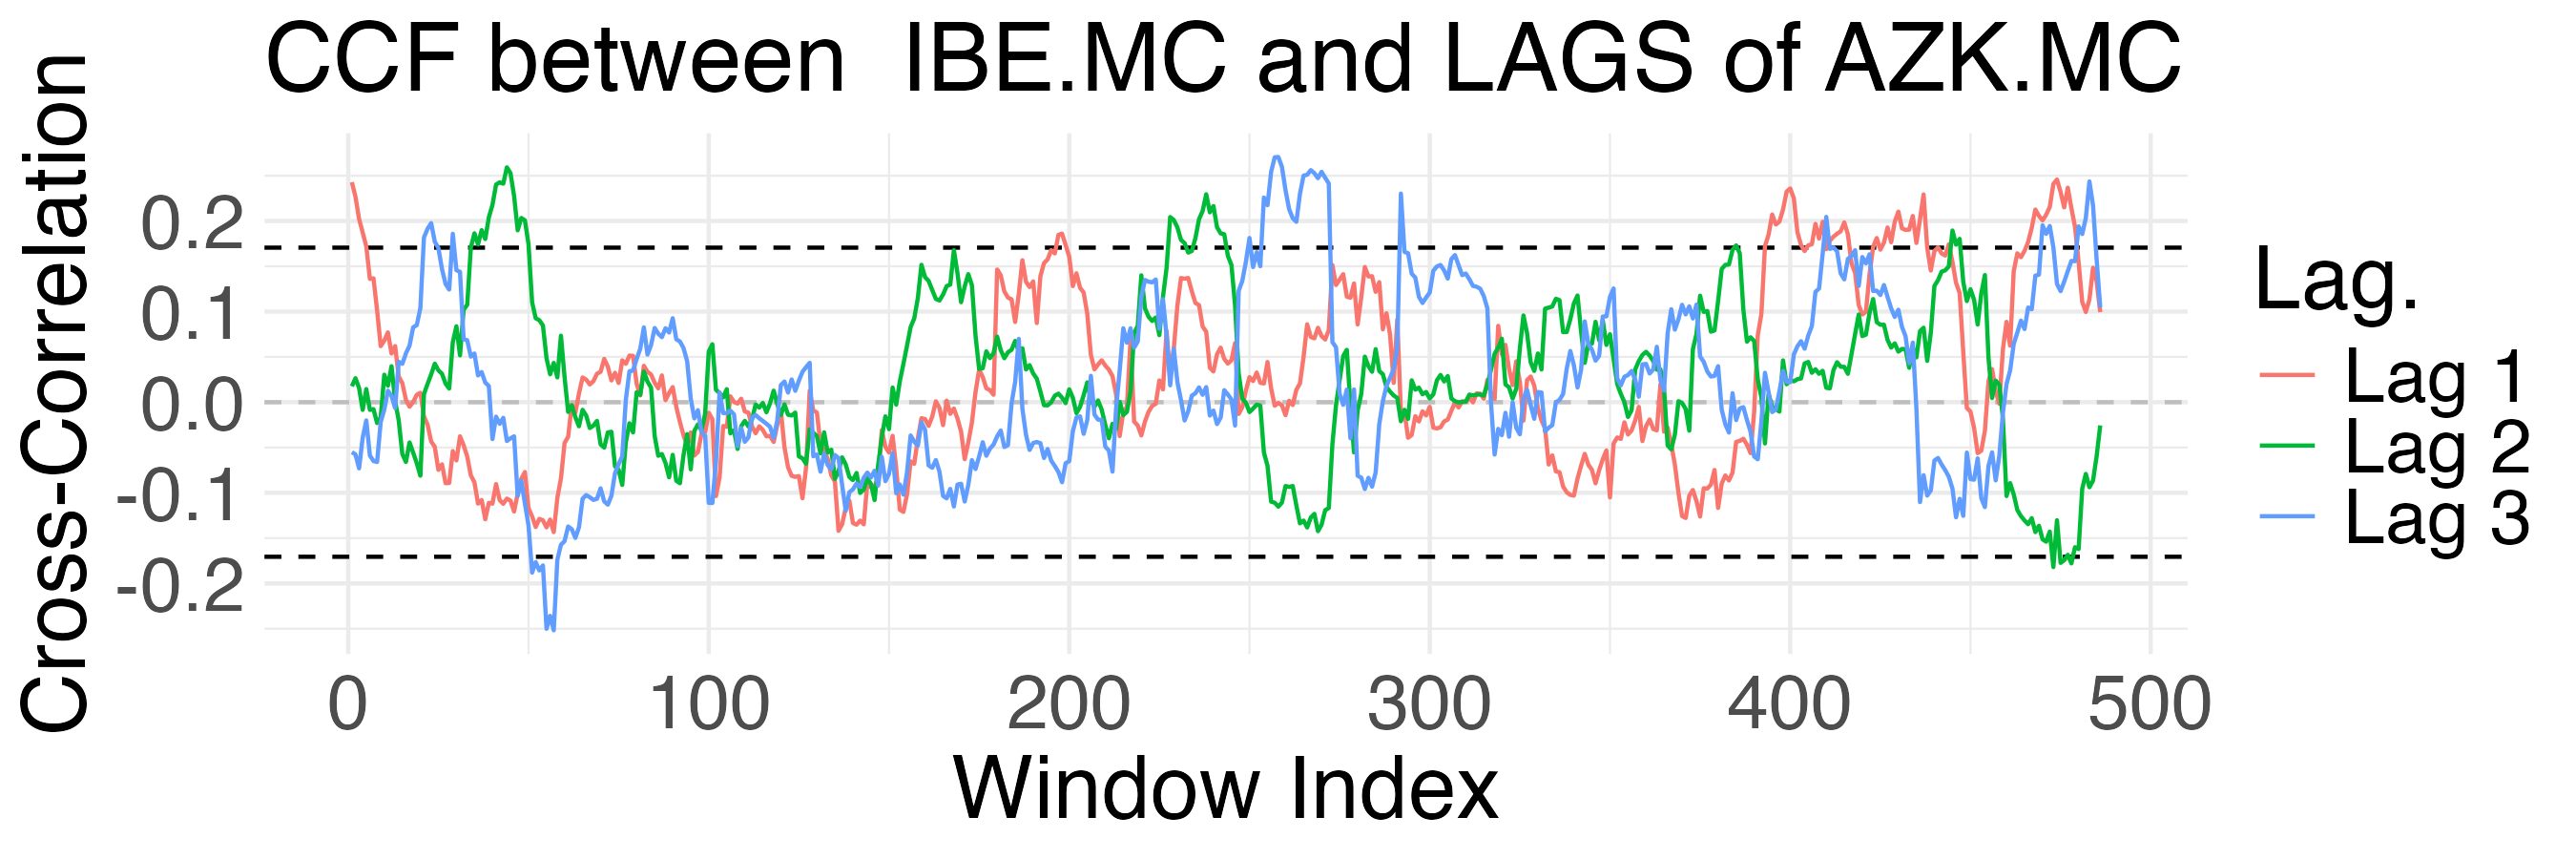 CCF between  IBE.MC and LAGS of AZK.MC
Cross-Correlation
0.2
0.1
0.0
-0.1
-0.2
0 100 200 300 400 500
Window Index
Lag.
Lag 1
Lag 2
Lag 3